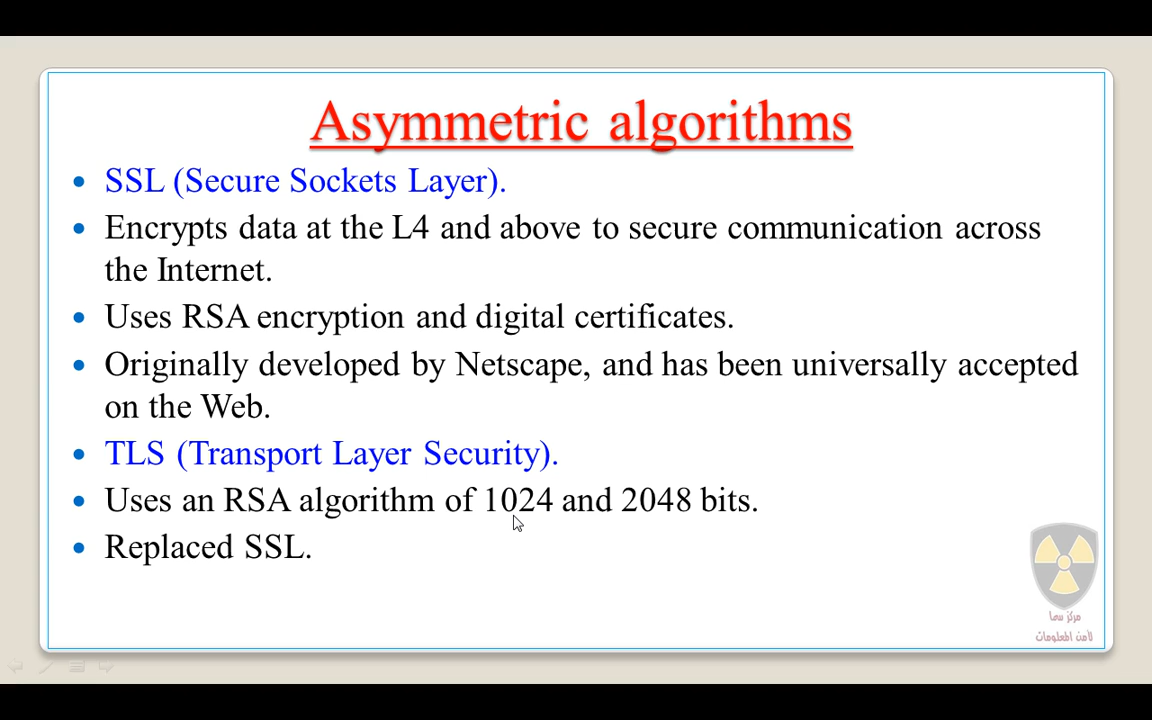 Asymmetric algorithms
• SSL (Secure Sockets Layer).
• Encrypts data at the L4 and above to secure communication across
the Internet.
• Uses RSA encryption and digital certificates.
• Originally developed by Netscape, and has been universally accepted
on the Web.
• TLS (Transport Layer Security).
• Uses an RSA algorithm of 1024 and 2048 bits.
• Replaced SSL.
مركز سما
لأمن المعلومات